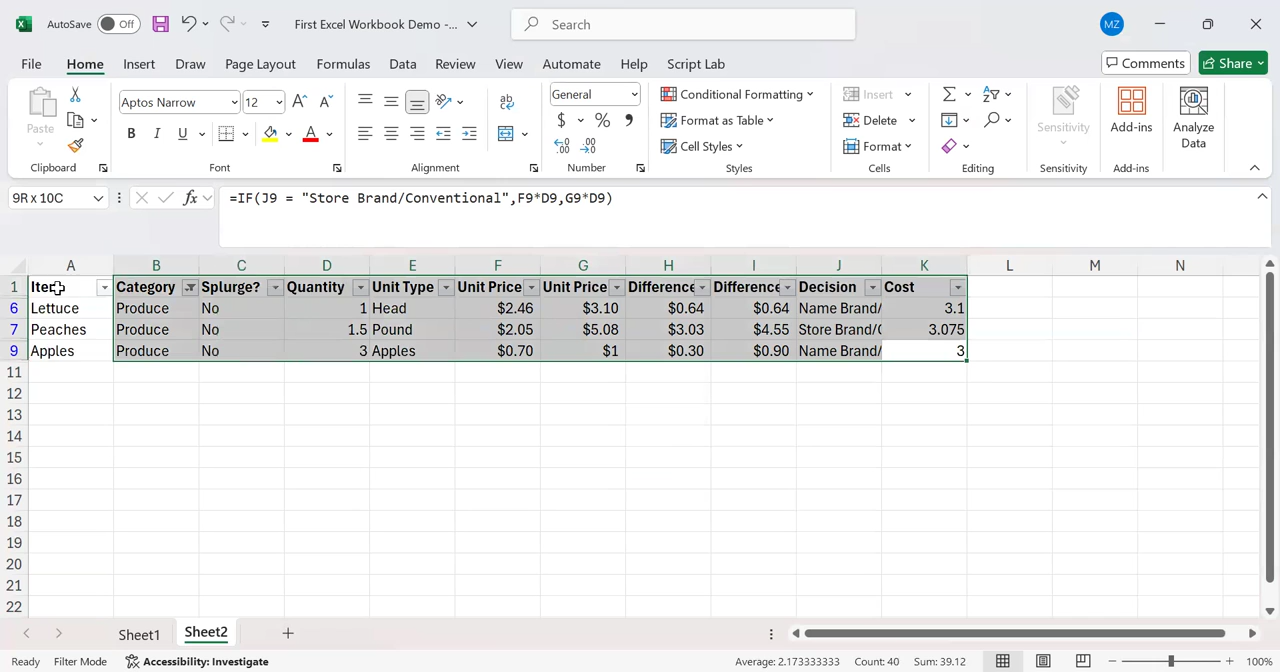 AutoSave Off First Excel Workbook Demo -... Search MZ
File Home Insert Draw Page Layout Formulas Data Review View Automate Help Script Lab Comments Share
Paste Aptos Narrow 12 A^ A˅ ab General Conditional Formatting Insert Sensitivity Add-ins Analyze Data
B I U A $ % , Format as Table Delete
Cell Styles Format
Clipboard Font Alignment Number Styles Cells Editing Sensitivity Add-ins
9R x 10C fx =IF(J9 = "Store Brand/Conventional",F9*D9,G9*D9)
A B C D E F G H I J K L M N
1 Item Category Splurge? Quantity Unit Type Unit Price Unit Price Difference Difference Decision Cost
6 Lettuce Produce No 1 Head $2.46 $3.10 $0.64 $0.64 Name Brand/ 3.1
7 Peaches Produce No 1.5 Pound $2.05 $5.08 $3.03 $4.55 Store Brand/C 3.075
9 Apples Produce No 3 Apples $0.70 $1 $0.30 $0.90 Name Brand/ 3
11
12
13
14
15
16
17
18
19
20
21
22
Sheet1 Sheet2
Ready Filter Mode Accessibility: Investigate Average: 2.173333333 Count: 40 Sum: 39.12 100%